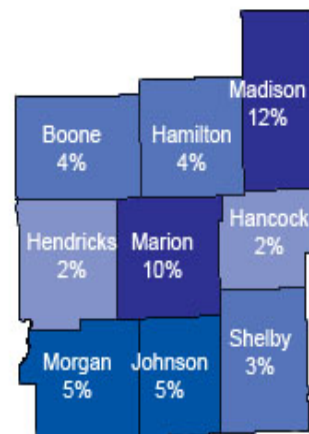 Madison
12%
Boone
4%
Hamilton
4%
Hendricks
2%
Marion
10%
Hancock
2%
Morgan
5%
Johnson
5%
Shelby
3%